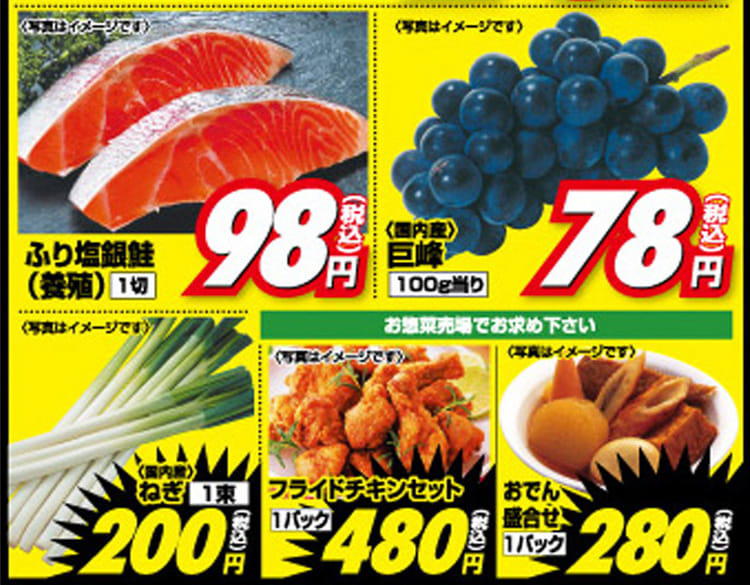 (写真はイメージです)
ふり塩銀鮭
(養殖) 1切
98円(税込)
(写真はイメージです)
〈国内産〉
巨峰
100g当り
78円(税込)
(写真はイメージです)
〈国内産〉
ねぎ 1束
200円(税込)
お惣菜売場でお求め下さい
(写真はイメージです)
フライドチキンセット
1パック
480円(税込)
(写真はイメージです)
おでん
盛合せ
1パック
280円(税込)